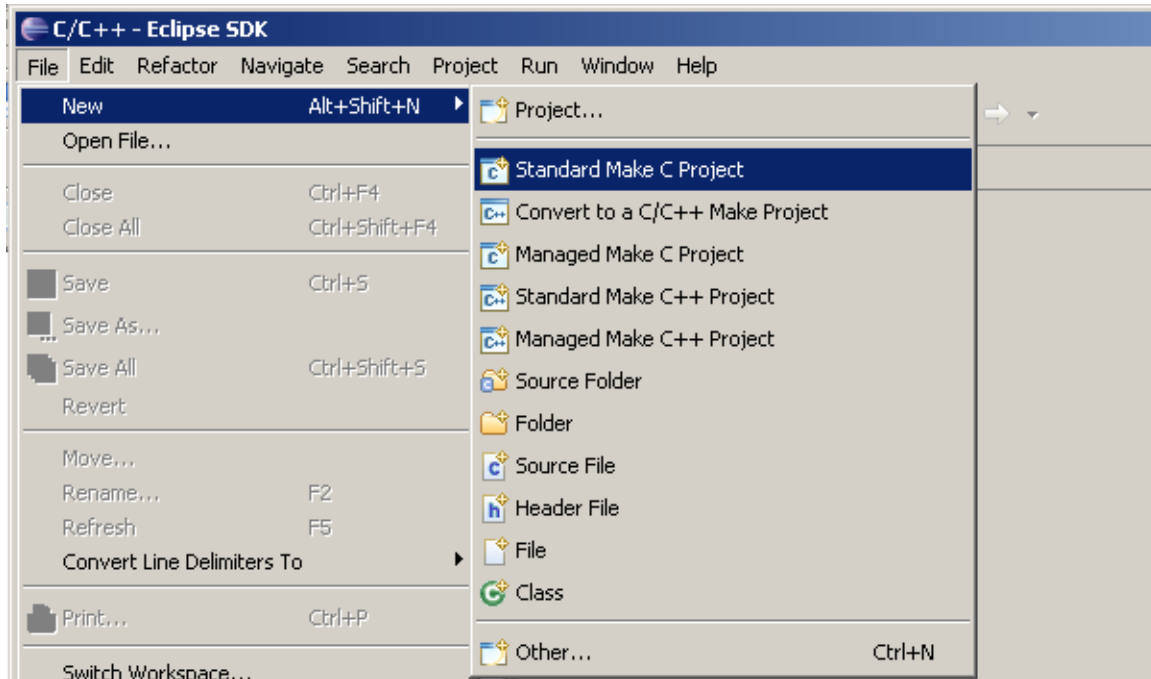 C/C++ - Eclipse SDK
File Edit Refactor Navigate Search Project Run Window Help
New Alt+Shift+N
Open File...
Close Ctrl+F4
Close All Ctrl+Shift+F4
Save Ctrl+S
Save As...
Save All Ctrl+Shift+S
Revert
Move...
Rename... F2
Refresh F5
Convert Line Delimiters To
Print... Ctrl+P
Switch Workspace...
Project...
Standard Make C Project
Convert to a C/C++ Make Project
Managed Make C Project
Standard Make C++ Project
Managed Make C++ Project
Source Folder
Folder
Source File
Header File
File
Class
Other... Ctrl+N